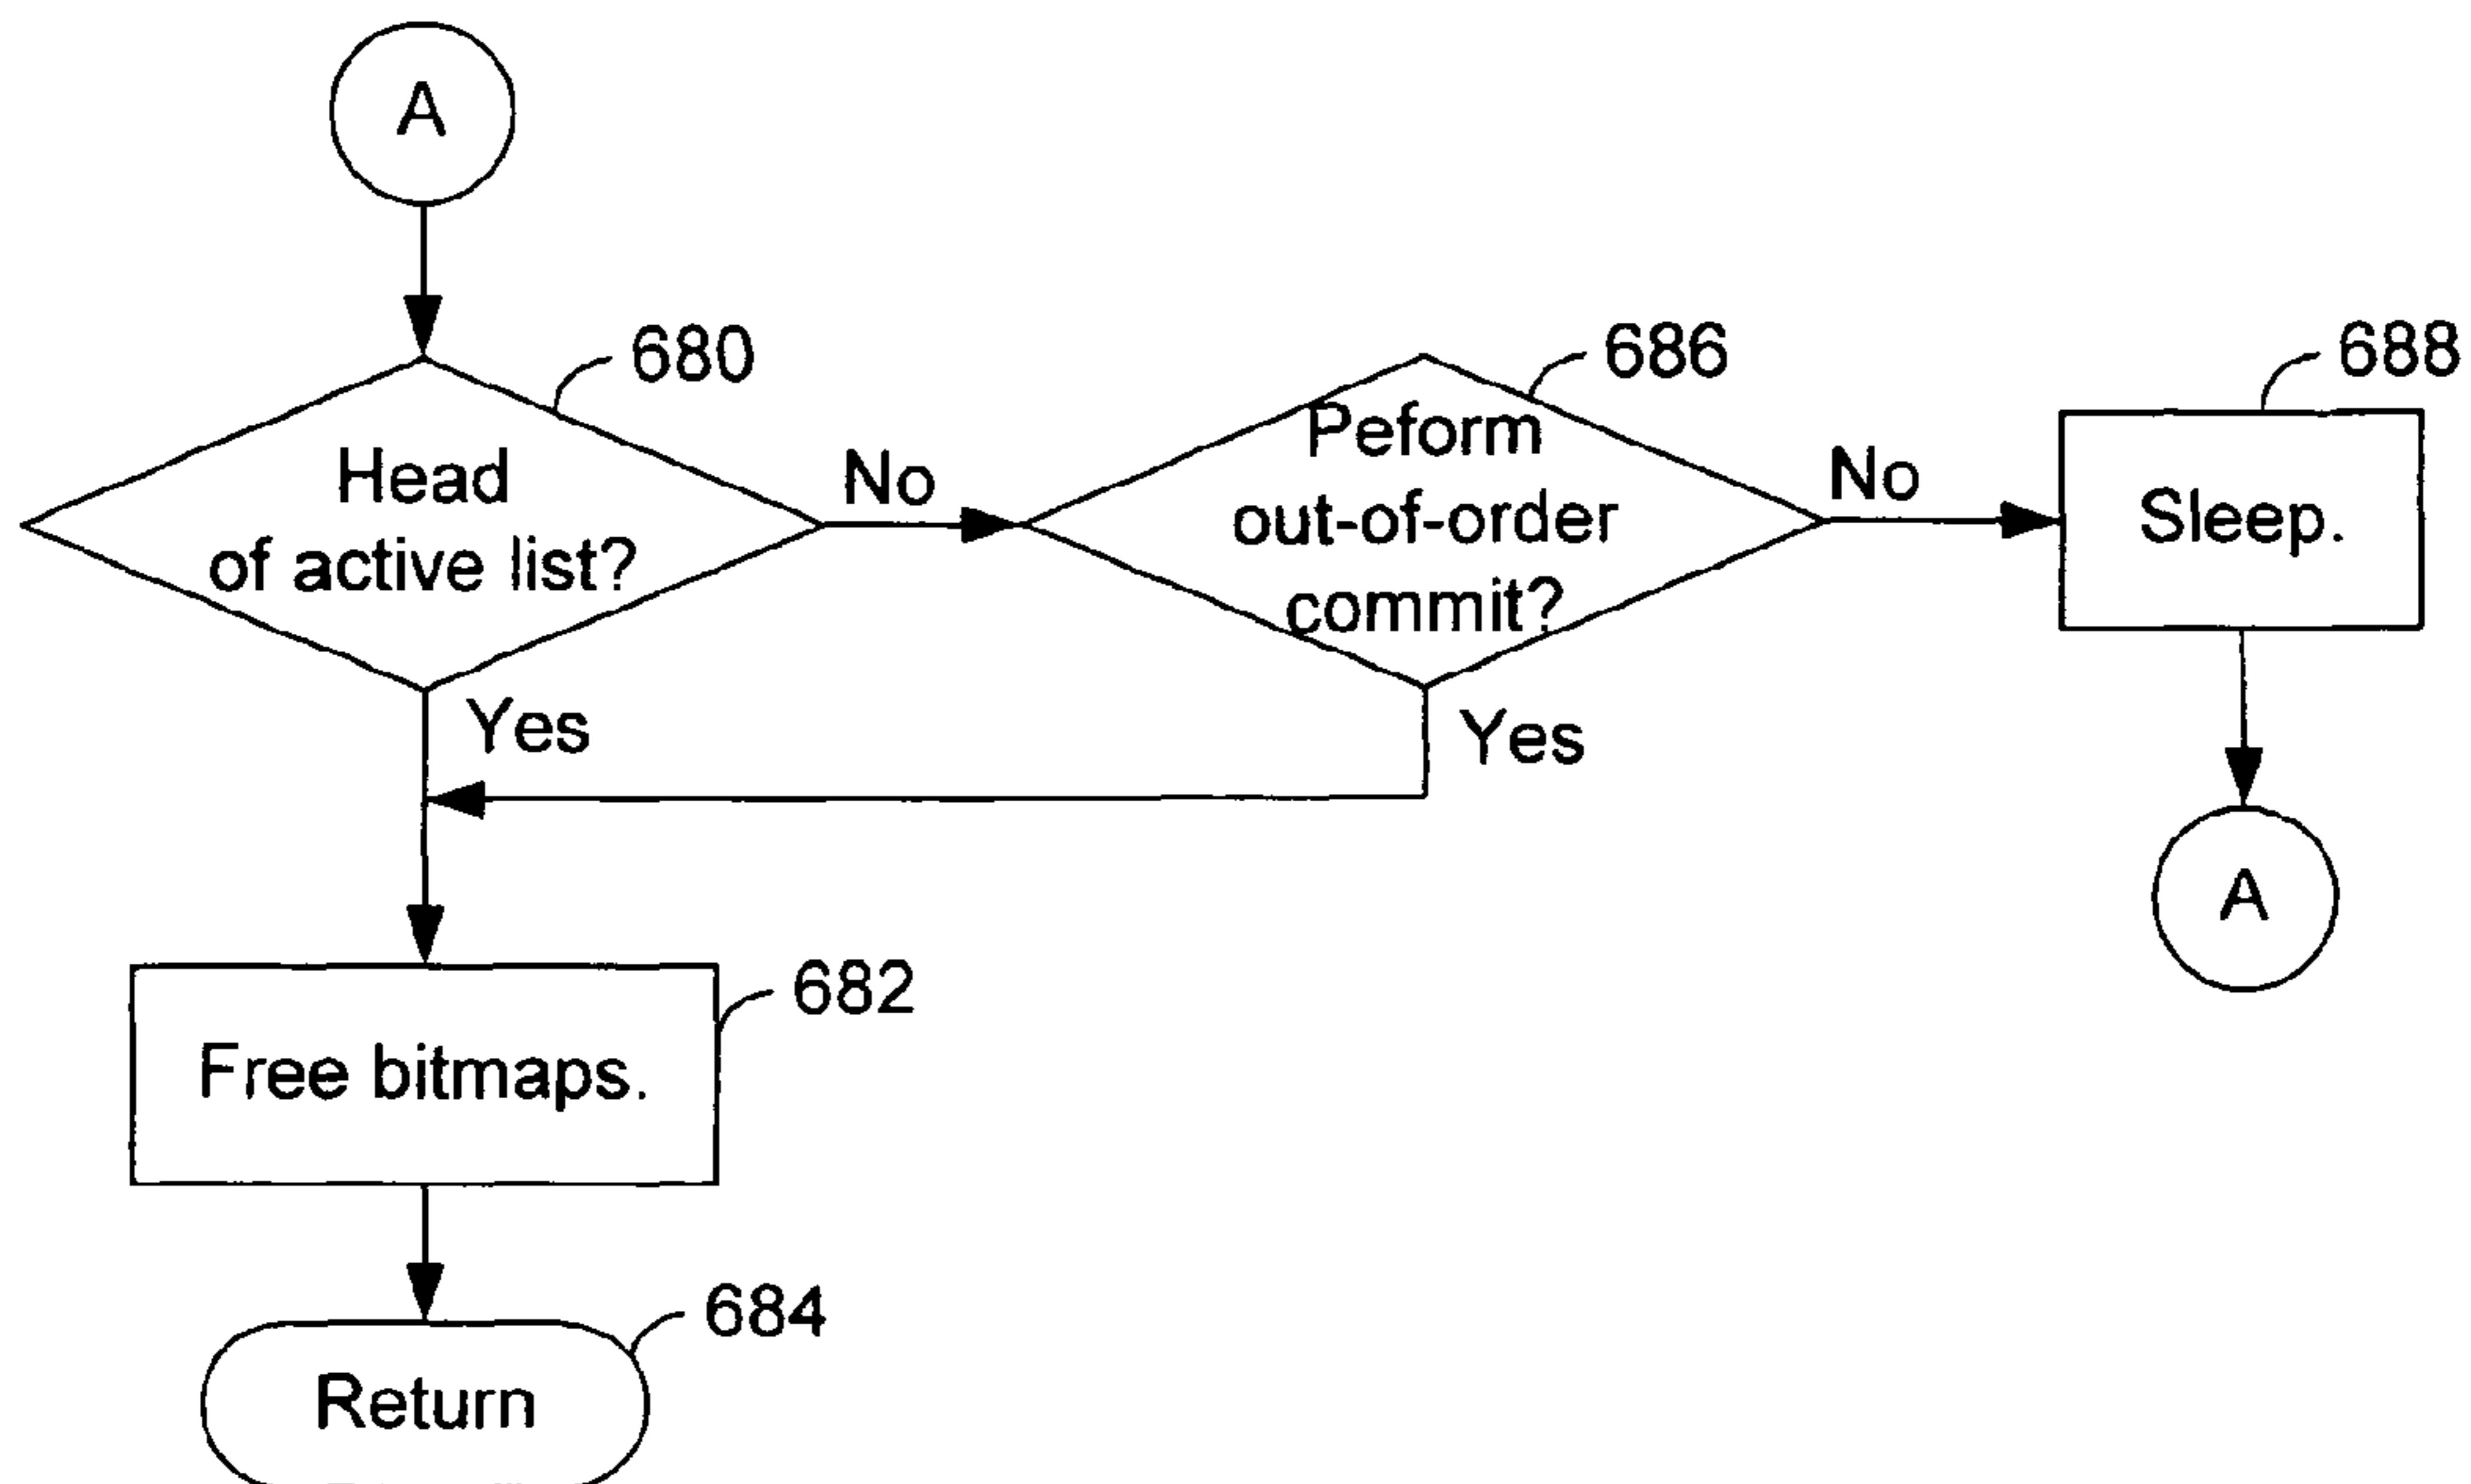 A
680
Head
of active list?
No
686
Peform
out-of-order
commit?
No
688
Sleep.
Yes
Yes
A
682
Free bitmaps.
684
Return